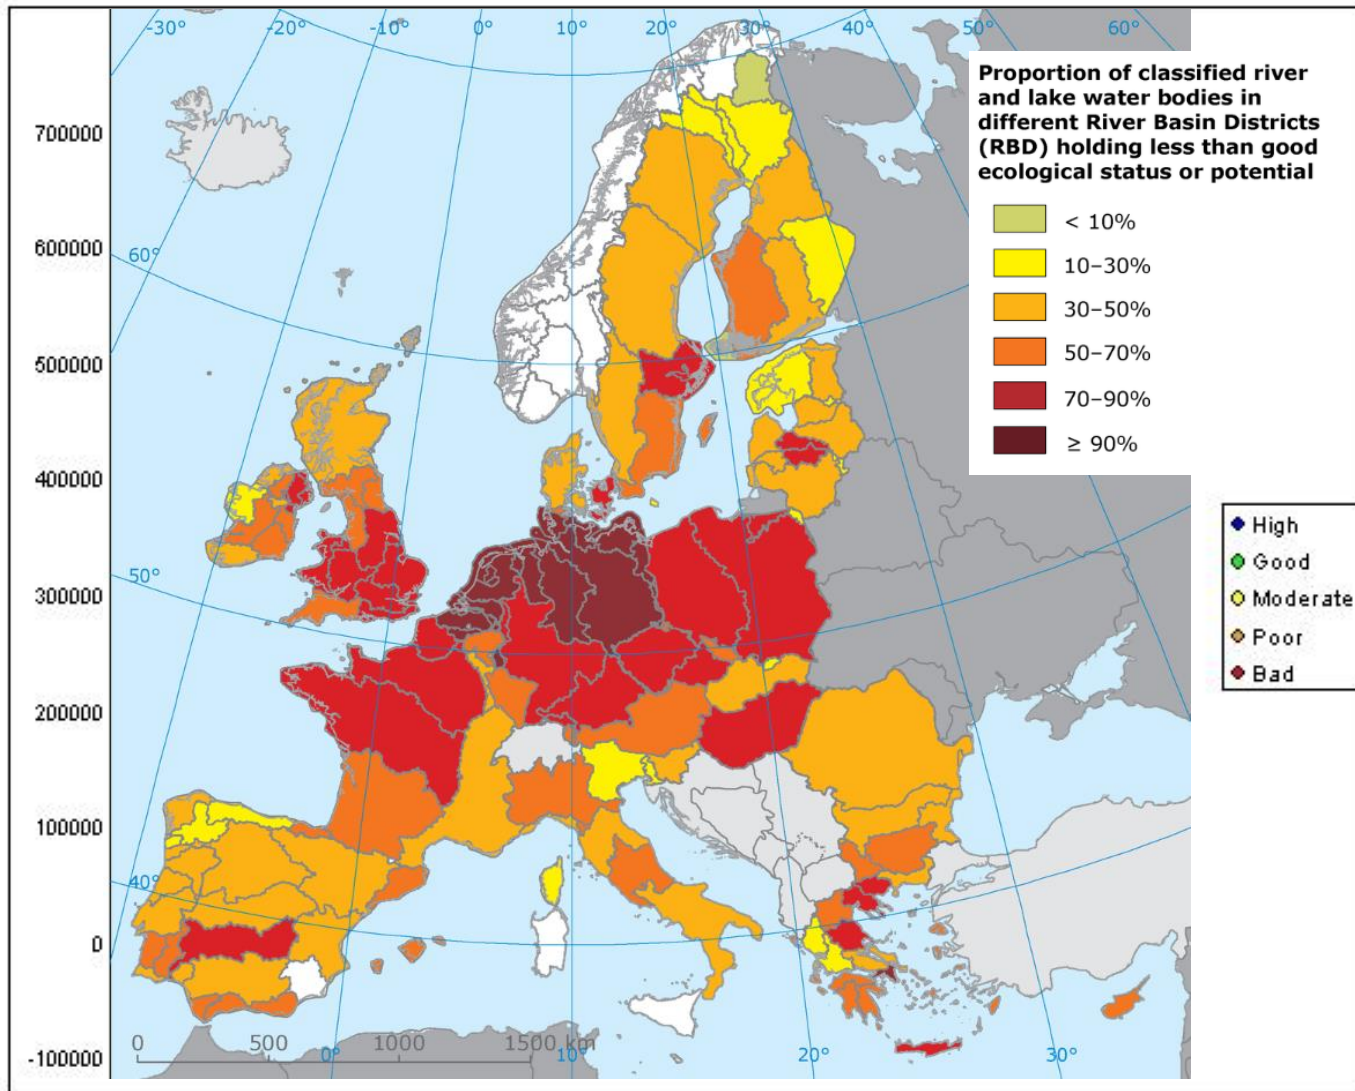 -30°
-20°
-10°
0°
10°
20°
30°
40°
50°
60°
Proportion of classified river
and lake water bodies in
different River Basin Districts
(RBD) holding less than good
ecological status or potential
< 10%
10–30%
30–50%
50–70%
70–90%
≥ 90%
700000
600000
500000
400000
300000
200000
100000
0
-100000
60°
50°
40°
High
Good
Moderate
Poor
Bad
0 500 1000 1500 km
0°
10°
20°
30°